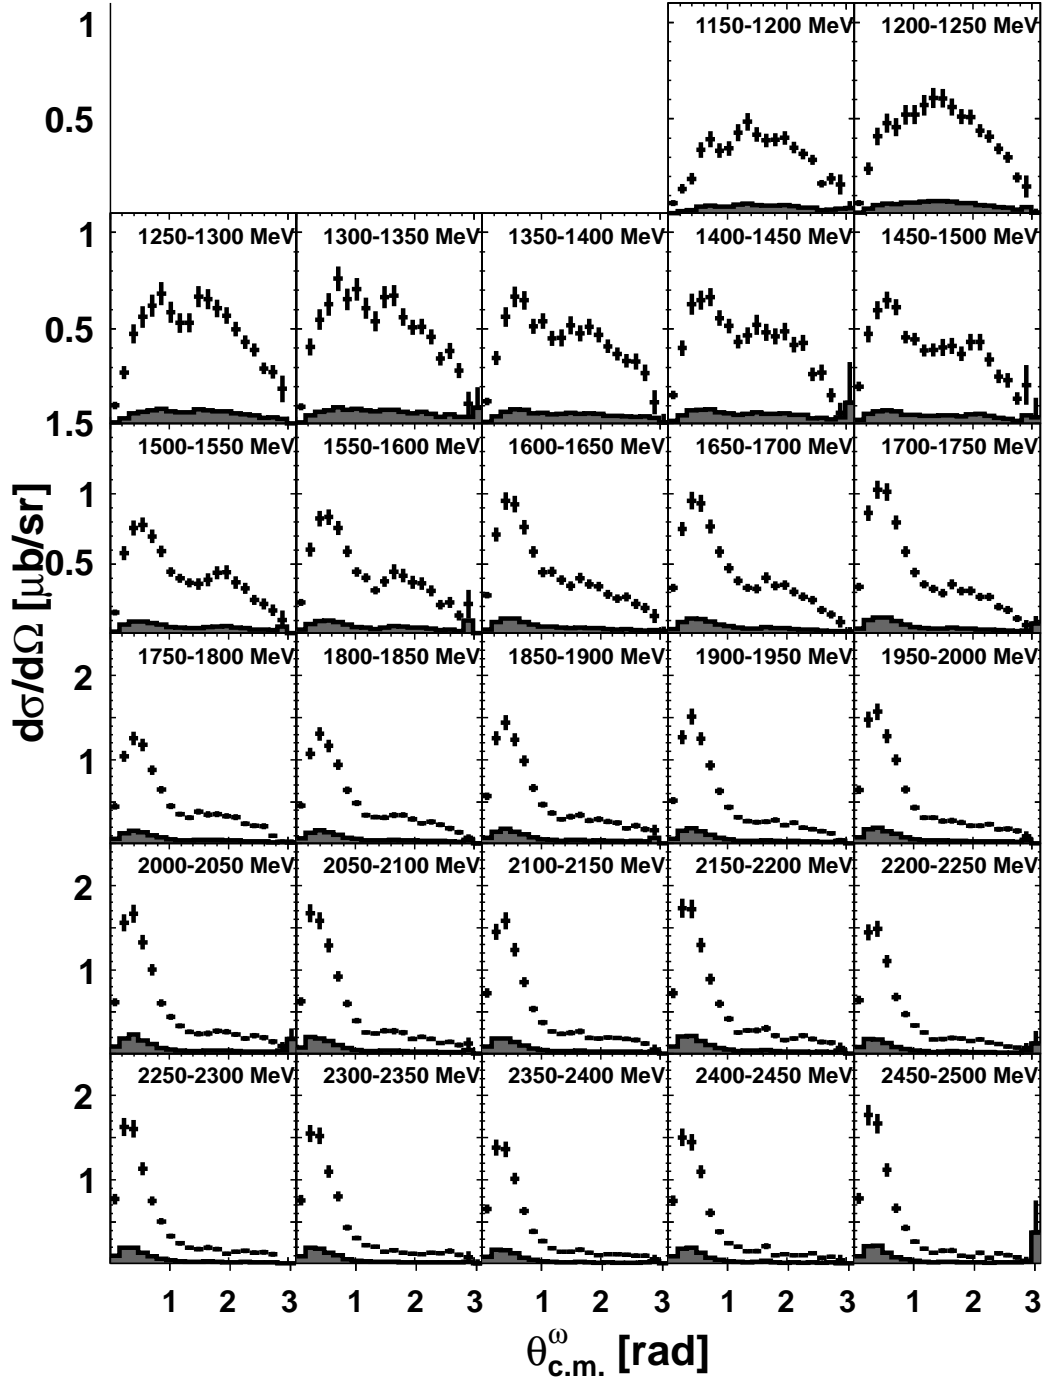 1
1150-1200 MeV
1200-1250 MeV
0.5
1
1250-1300 MeV
1300-1350 MeV
1350-1400 MeV
1400-1450 MeV
1450-1500 MeV
0.5
1.5
1500-1550 MeV
1550-1600 MeV
1600-1650 MeV
1650-1700 MeV
1700-1750 MeV
1
0.5
dσ/dΩ [μb/sr]
1750-1800 MeV
1800-1850 MeV
1850-1900 MeV
1900-1950 MeV
1950-2000 MeV
2
1
2000-2050 MeV
2050-2100 MeV
2100-2150 MeV
2150-2200 MeV
2200-2250 MeV
2
1
2250-2300 MeV
2300-2350 MeV
2350-2400 MeV
2400-2450 MeV
2450-2500 MeV
2
1
1 2 3 1 2 3 1 2 3 1 2 3 1 2 3
θ^ω_c.m. [rad]